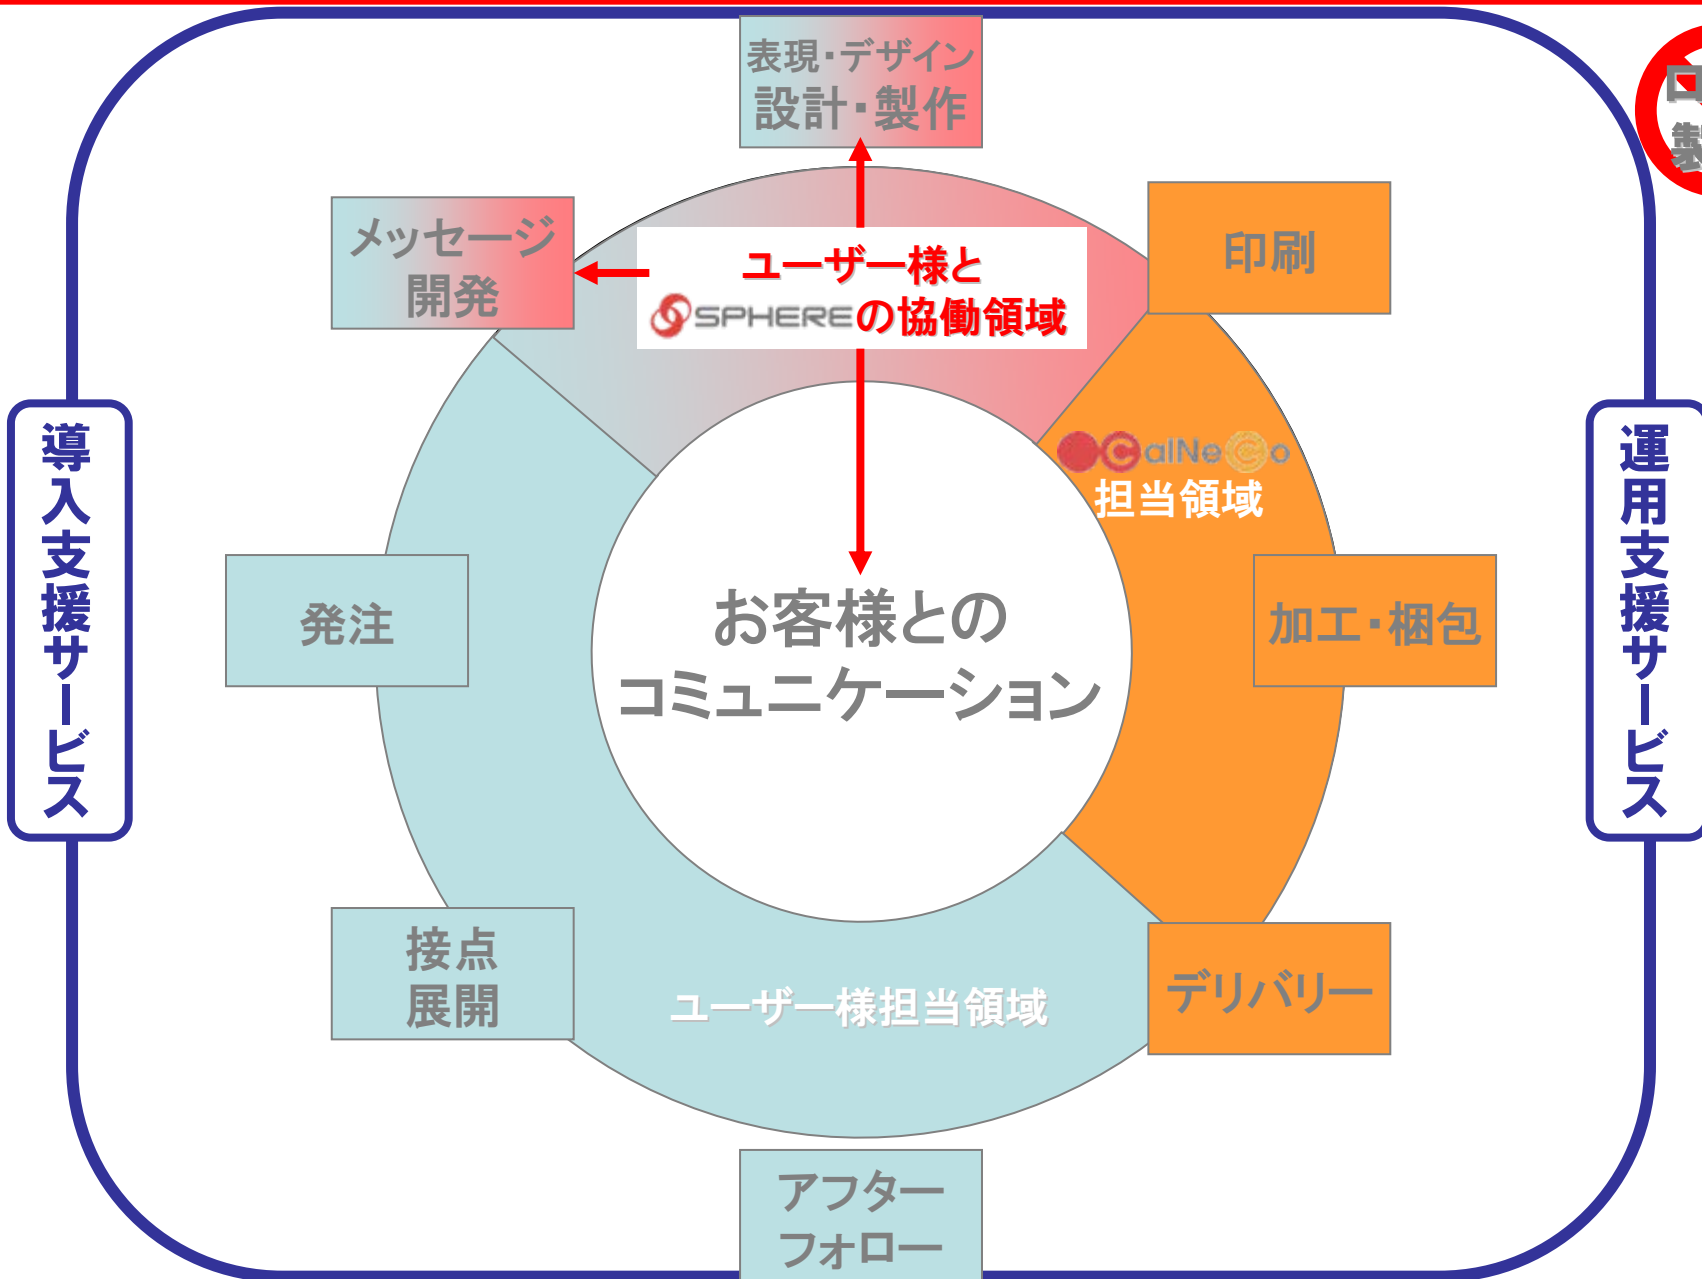 表現・デザイン
設計・製作
メッセージ
開発
印刷
ユーザー様と
SPHEREの協働領域
CalNeCo
担当領域
導入支援サービス
運用支援サービス
発注
加工・梱包
お客様との
コミュニケーション
接点
展開
デリバリー
ユーザー様担当領域
アフター
フォロー